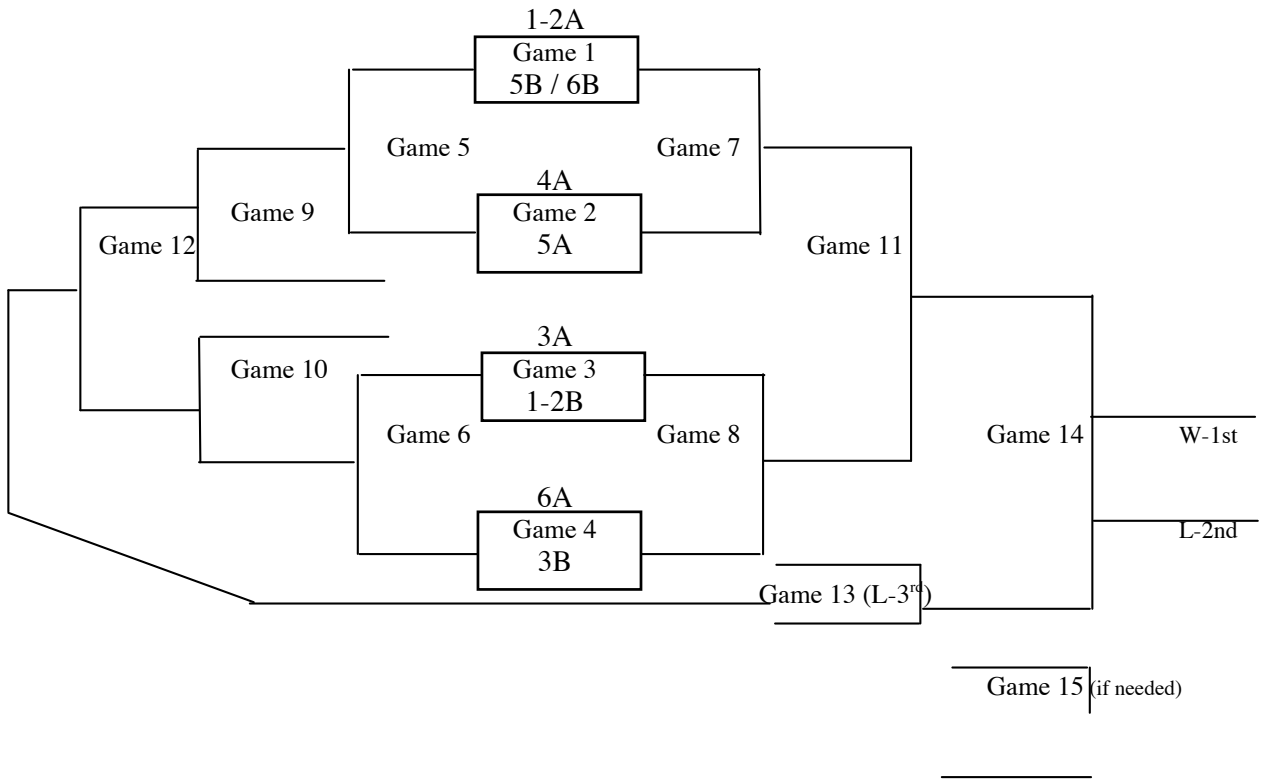 1-2A
Game 1
5B / 6B
Game 5
Game 7
4A
Game 2
5A
Game 9
Game 12
Game 11
3A
Game 3
1-2B
Game 10
Game 6
Game 8
Game 14
W-1st
6A
Game 4
3B
L-2nd
Game 13 (L-3rd)
Game 15 (if needed)